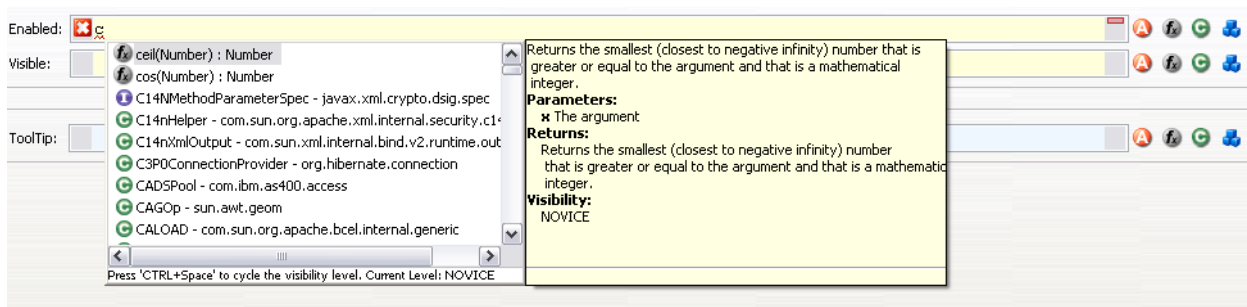 Enabled: c
ceil(Number) : Number
cos(Number) : Number
C14NMethodParameterSpec - javax.xml.crypto.dsig.spec
C14nHelper - com.sun.org.apache.xml.internal.security.c14
C14nXmlOutput - com.sun.xml.internal.bind.v2.runtime.out
C3P0ConnectionProvider - org.hibernate.connection
CADSPool - com.ibm.as400.access
CAGOp - sun.awt.geom
CALOAD - com.sun.org.apache.bcel.internal.generic
Press 'CTRL+Space' to cycle the visibility level. Current Level: NOVICE
Returns the smallest (closest to negative infinity) number that is
greater or equal to the argument and that is a mathematical
integer.
Parameters:
x The argument
Returns:
Returns the smallest (closest to negative infinity) number
that is greater or equal to the argument and that is a mathematic
integer.
Visibility:
NOVICE
Visible:
ToolTip: